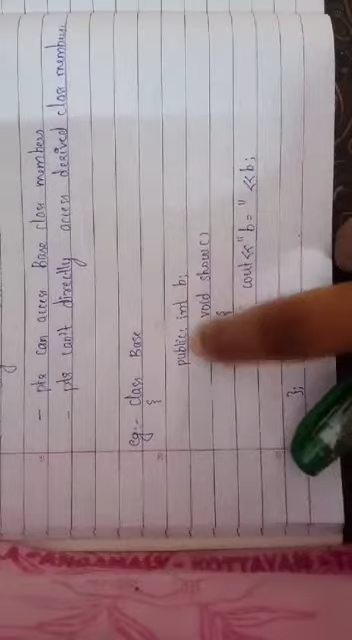 - ptr can access Base class members
- ptr can't directly access derived class members.
eg:- class Base
{
public: int b;
void show()
{
cout<<"b="<<b;
};
KOTTAYAM